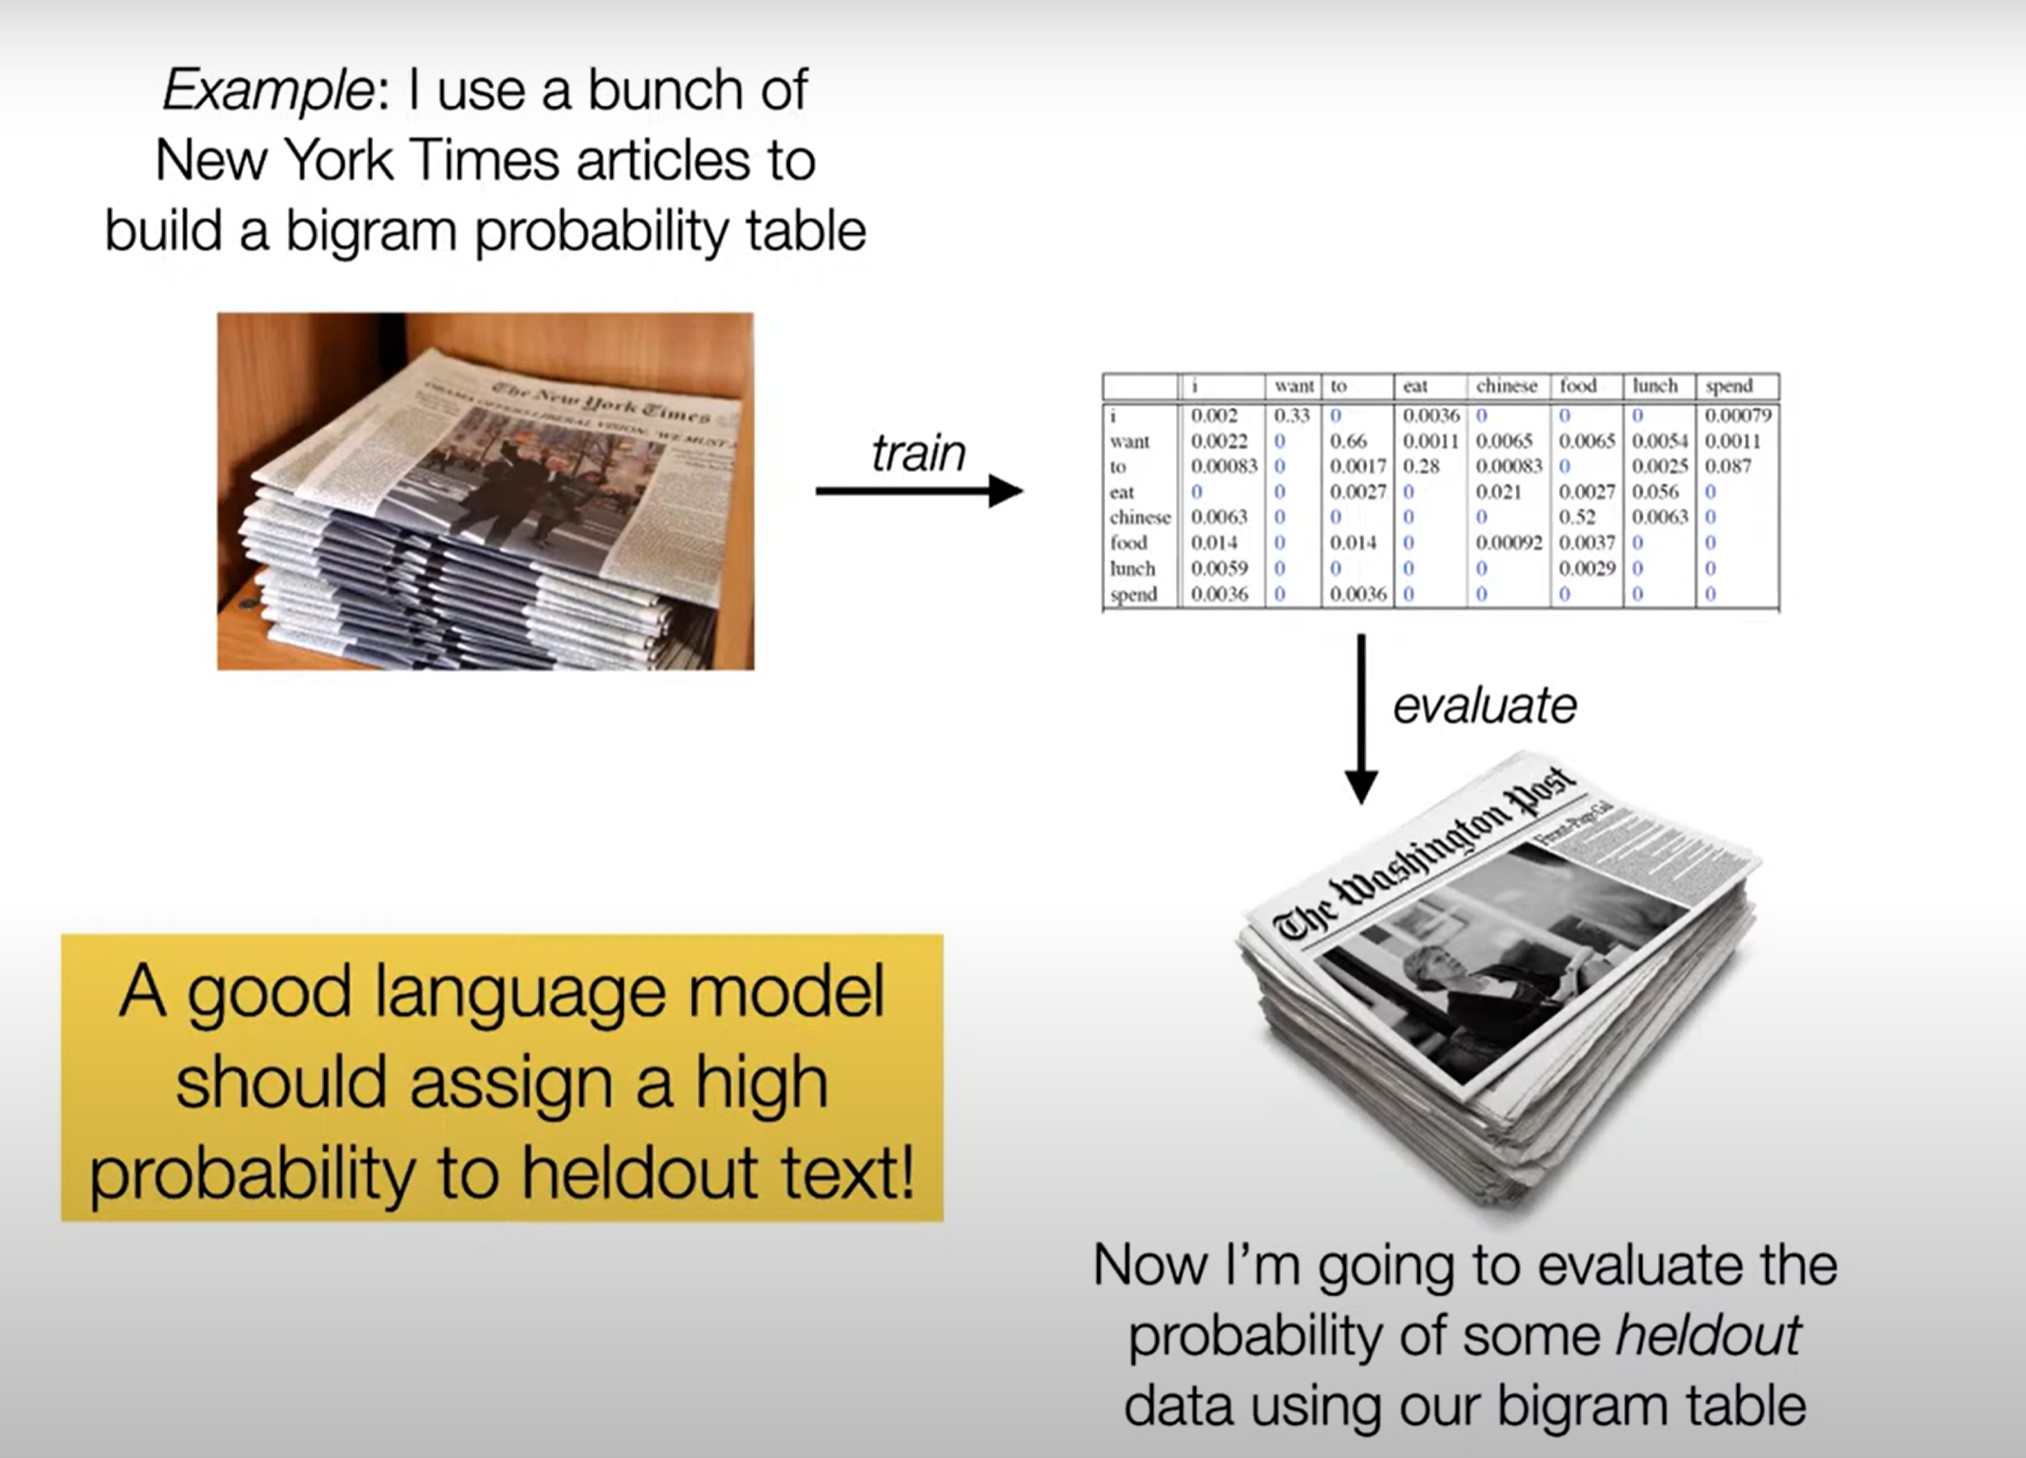 Example: I use a bunch of
New York Times articles to
build a bigram probability table
The New York Times
train
i want to eat chinese food lunch spend
i 0.002 0.33 0 0.0036 0 0 0 0.00079
want 0.0022 0 0.66 0.0011 0.0065 0.0065 0.0054 0.0011
to 0.00083 0 0.0017 0.28 0.00083 0 0.0025 0.087
eat 0 0 0.0027 0 0.021 0.0027 0.056 0
chinese 0.0063 0 0 0 0 0.52 0.0063 0
food 0.014 0 0.014 0 0.00092 0.0037 0 0
lunch 0.0059 0 0 0 0 0.0029 0 0
spend 0.0036 0 0.0036 0 0 0 0 0
evaluate
The Washington Post
A good language model
should assign a high
probability to heldout text!
Now I'm going to evaluate the
probability of some heldout
data using our bigram table